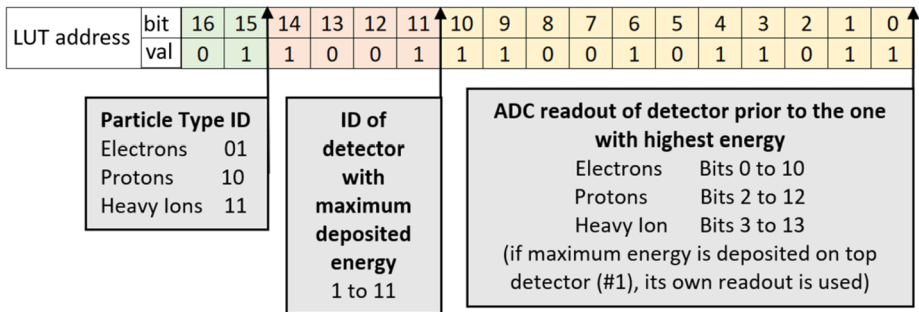 LUT address bit 16 15 14 13 12 11 10 9 8 7 6 5 4 3 2 1 0
val 0 1 1 0 0 1 1 1 0 0 1 0 1 1 0 1 1
Particle Type ID
Electrons 01
Protons 10
Heavy Ions 11
ID of
detector
with
maximum
deposited
energy
1 to 11
ADC readout of detector prior to the one
with highest energy
Electrons Bits 0 to 10
Protons Bits 2 to 12
Heavy Ion Bits 3 to 13
(if maximum energy is deposited on top
detector (#1), its own readout is used)